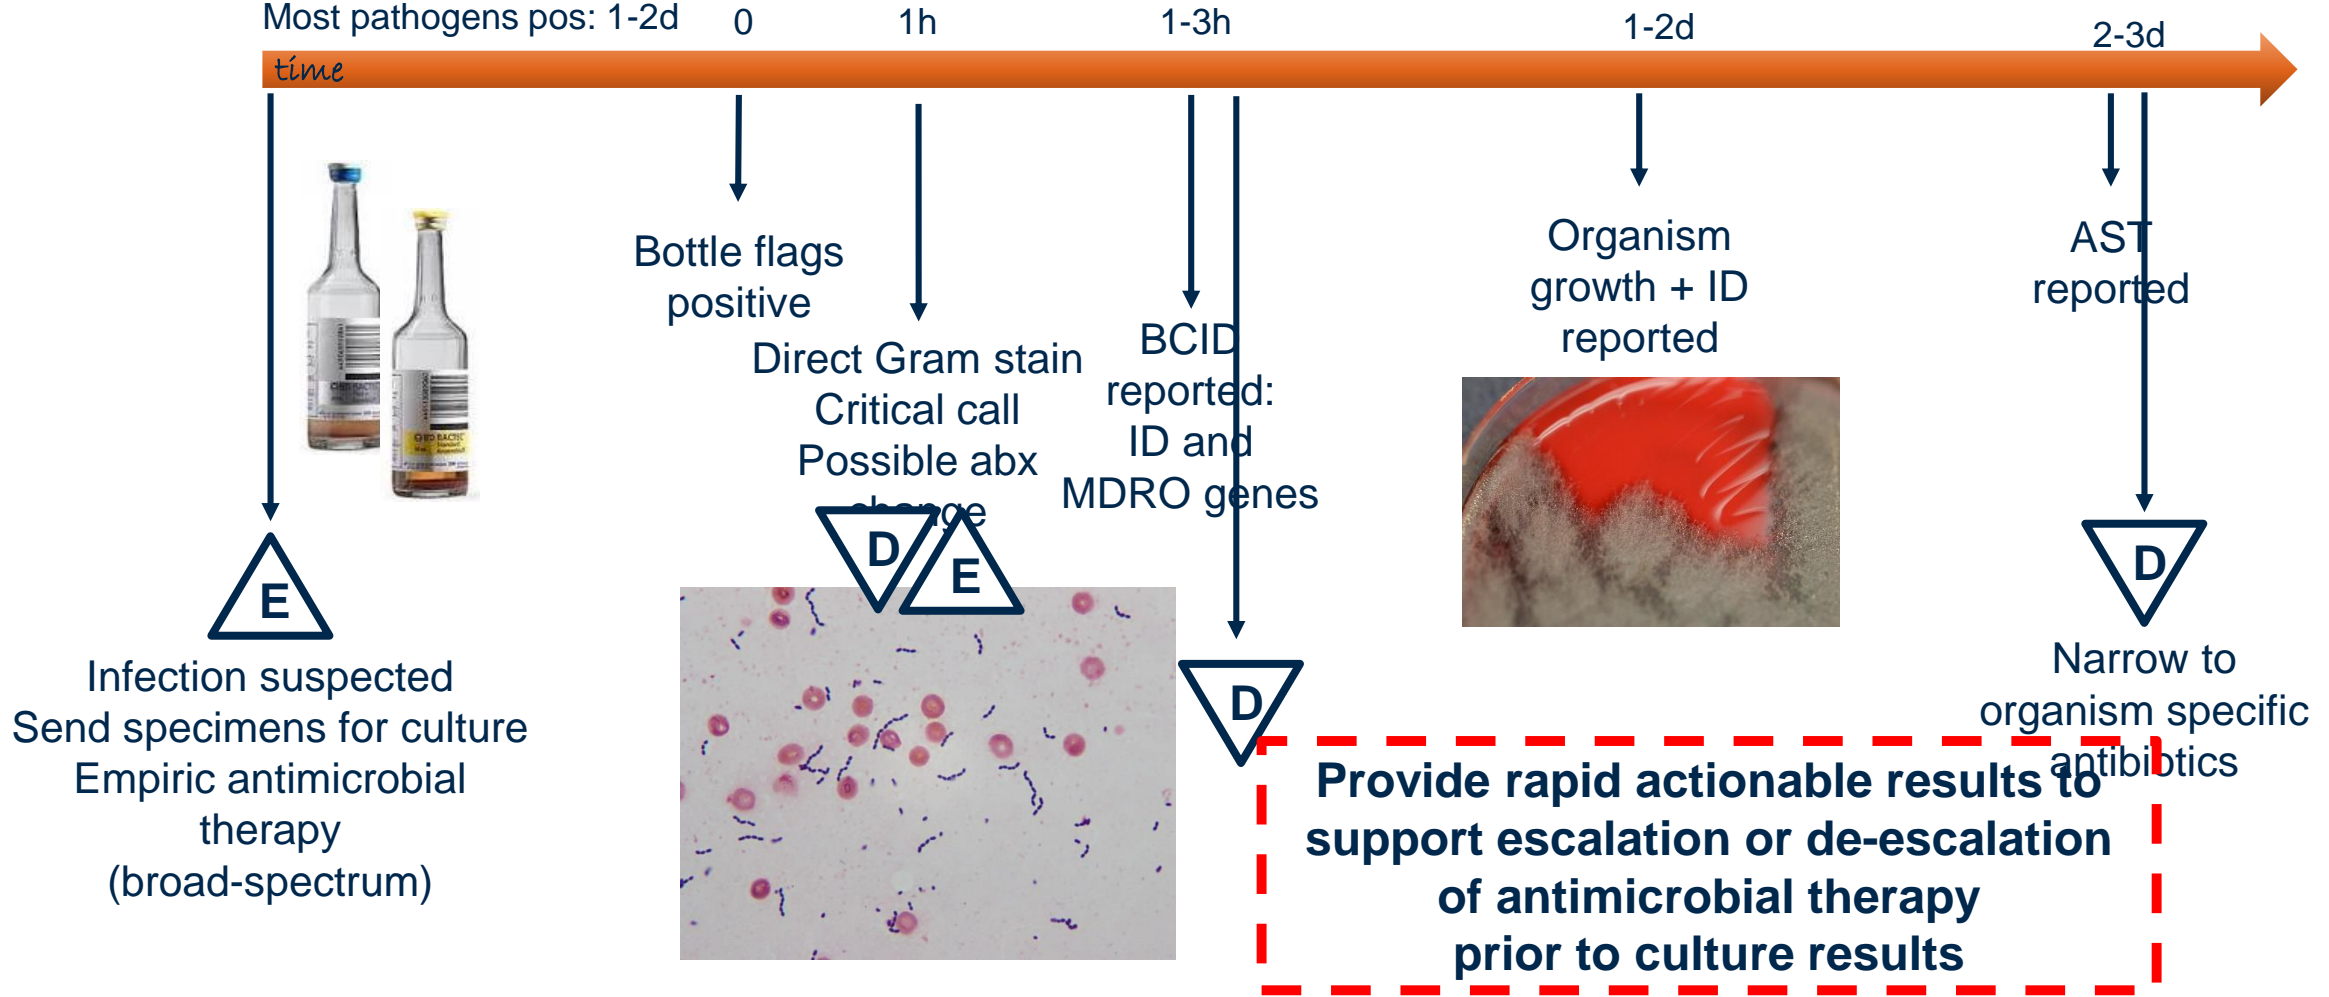 Most pathogens pos: 1-2d
0
1h
1-3h
1-2d
2-3d
time
Bottle flags
positive
Direct Gram stain
Critical call
Possible abx
change
BCID
reported:
ID and
MDRO genes
Organism
growth + ID
reported
AST
reported
E
D
E
D
D
Infection suspected
Send specimens for culture
Empiric antimicrobial
therapy
(broad-spectrum)
Narrow to
organism specific
antibiotics
Provide rapid actionable results to
support escalation or de-escalation
of antimicrobial therapy
prior to culture results